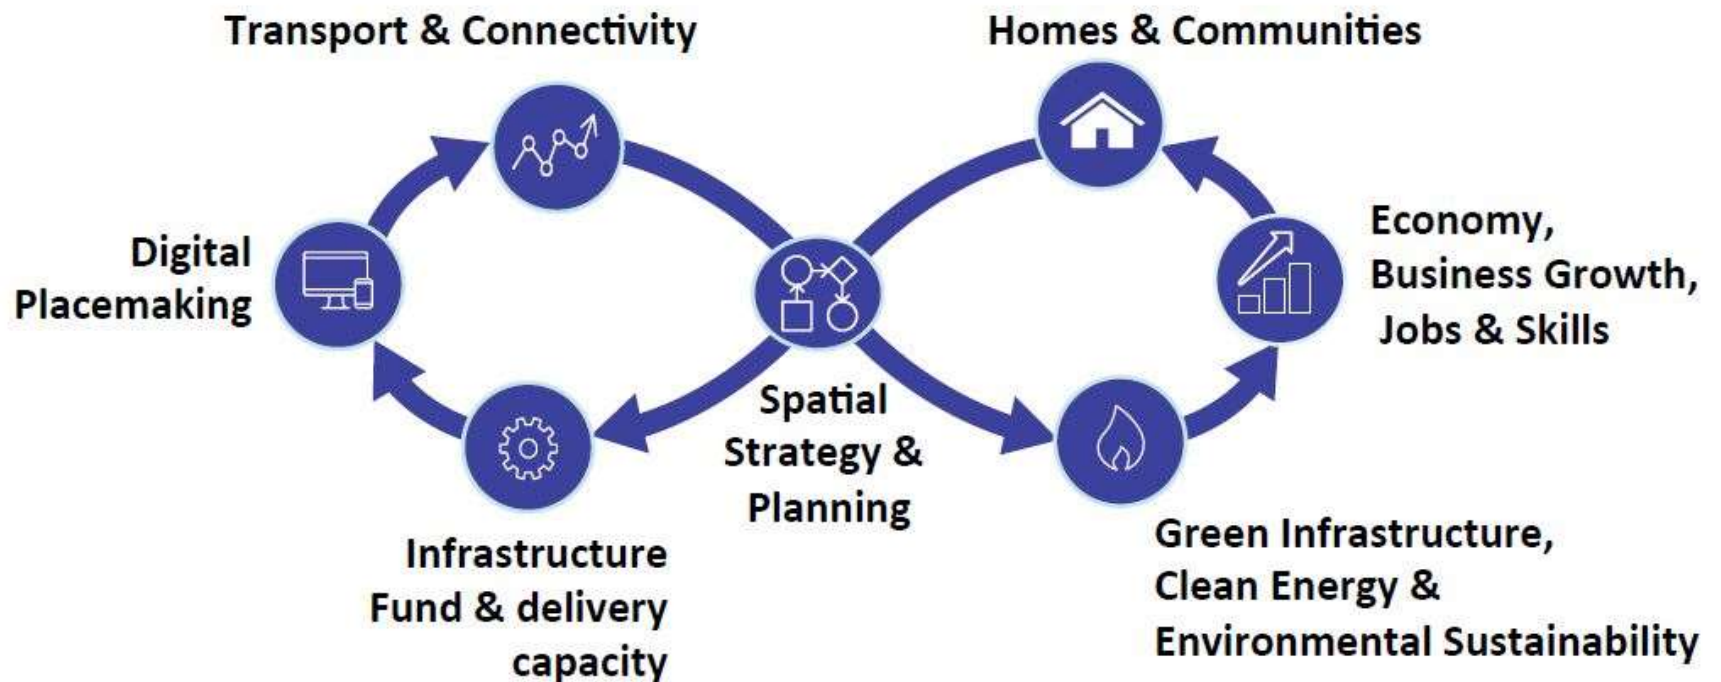 Transport & Connectivity
Homes & Communities
Digital
Placemaking
Economy,
Business Growth,
Jobs & Skills
Spatial
Strategy &
Planning
Infrastructure
Fund & delivery
capacity
Green Infrastructure,
Clean Energy &
Environmental Sustainability